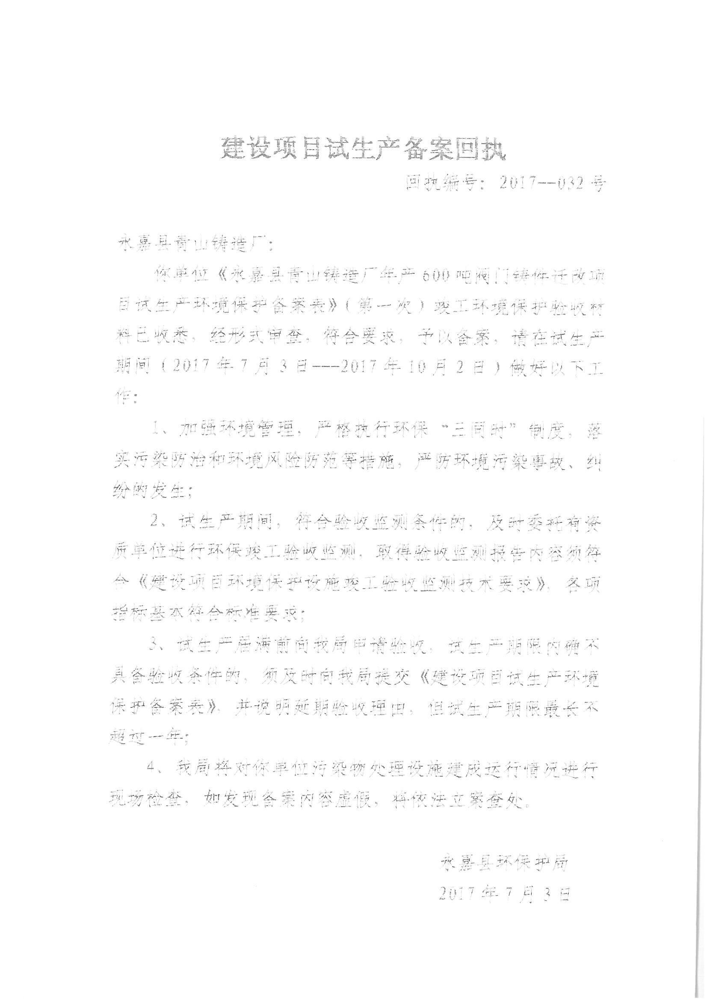 建设项目试生产备案回执
回执编号：2017--032 号
永嘉县青山铸造厂：
你单位《永嘉县青山铸造厂年产 600 吨阀门铸件迁改项
目试生产环境保护备案表》（第一次）竣工环境保护验收材
料已收悉，经形式审查，符合要求，予以备案，请在试生产
期间（2017 年 7 月 3 日---2017 年 10 月 2 日）做好以下工
作：
1、加强环境管理，严格执行环保“三同时”制度，落
实污染防治和环境风险防范等措施，严防环境污染事故、纠
纷的发生；
2、试生产期间，符合验收监测条件的，及时委托有资
质单位进行环保竣工验收监测，取得验收监测报告内容须符
合《建设项目环境保护设施竣工验收监测技术要求》，各项
指标基本符合标准要求；
3、试生产届满前向我局申请验收，试生产期限内确不
具备验收条件的，须及时向我局提交《建设项目试生产环境
保护备案表》，并说明延期验收理由，但试生产期限最长不
超过一年；
4、我局将对你单位污染物处理设施建成运行情况进行
现场检查，如发现备案内容虚假，将依法立案查处。
永嘉县环保护局
2017 年 7 月 3 日